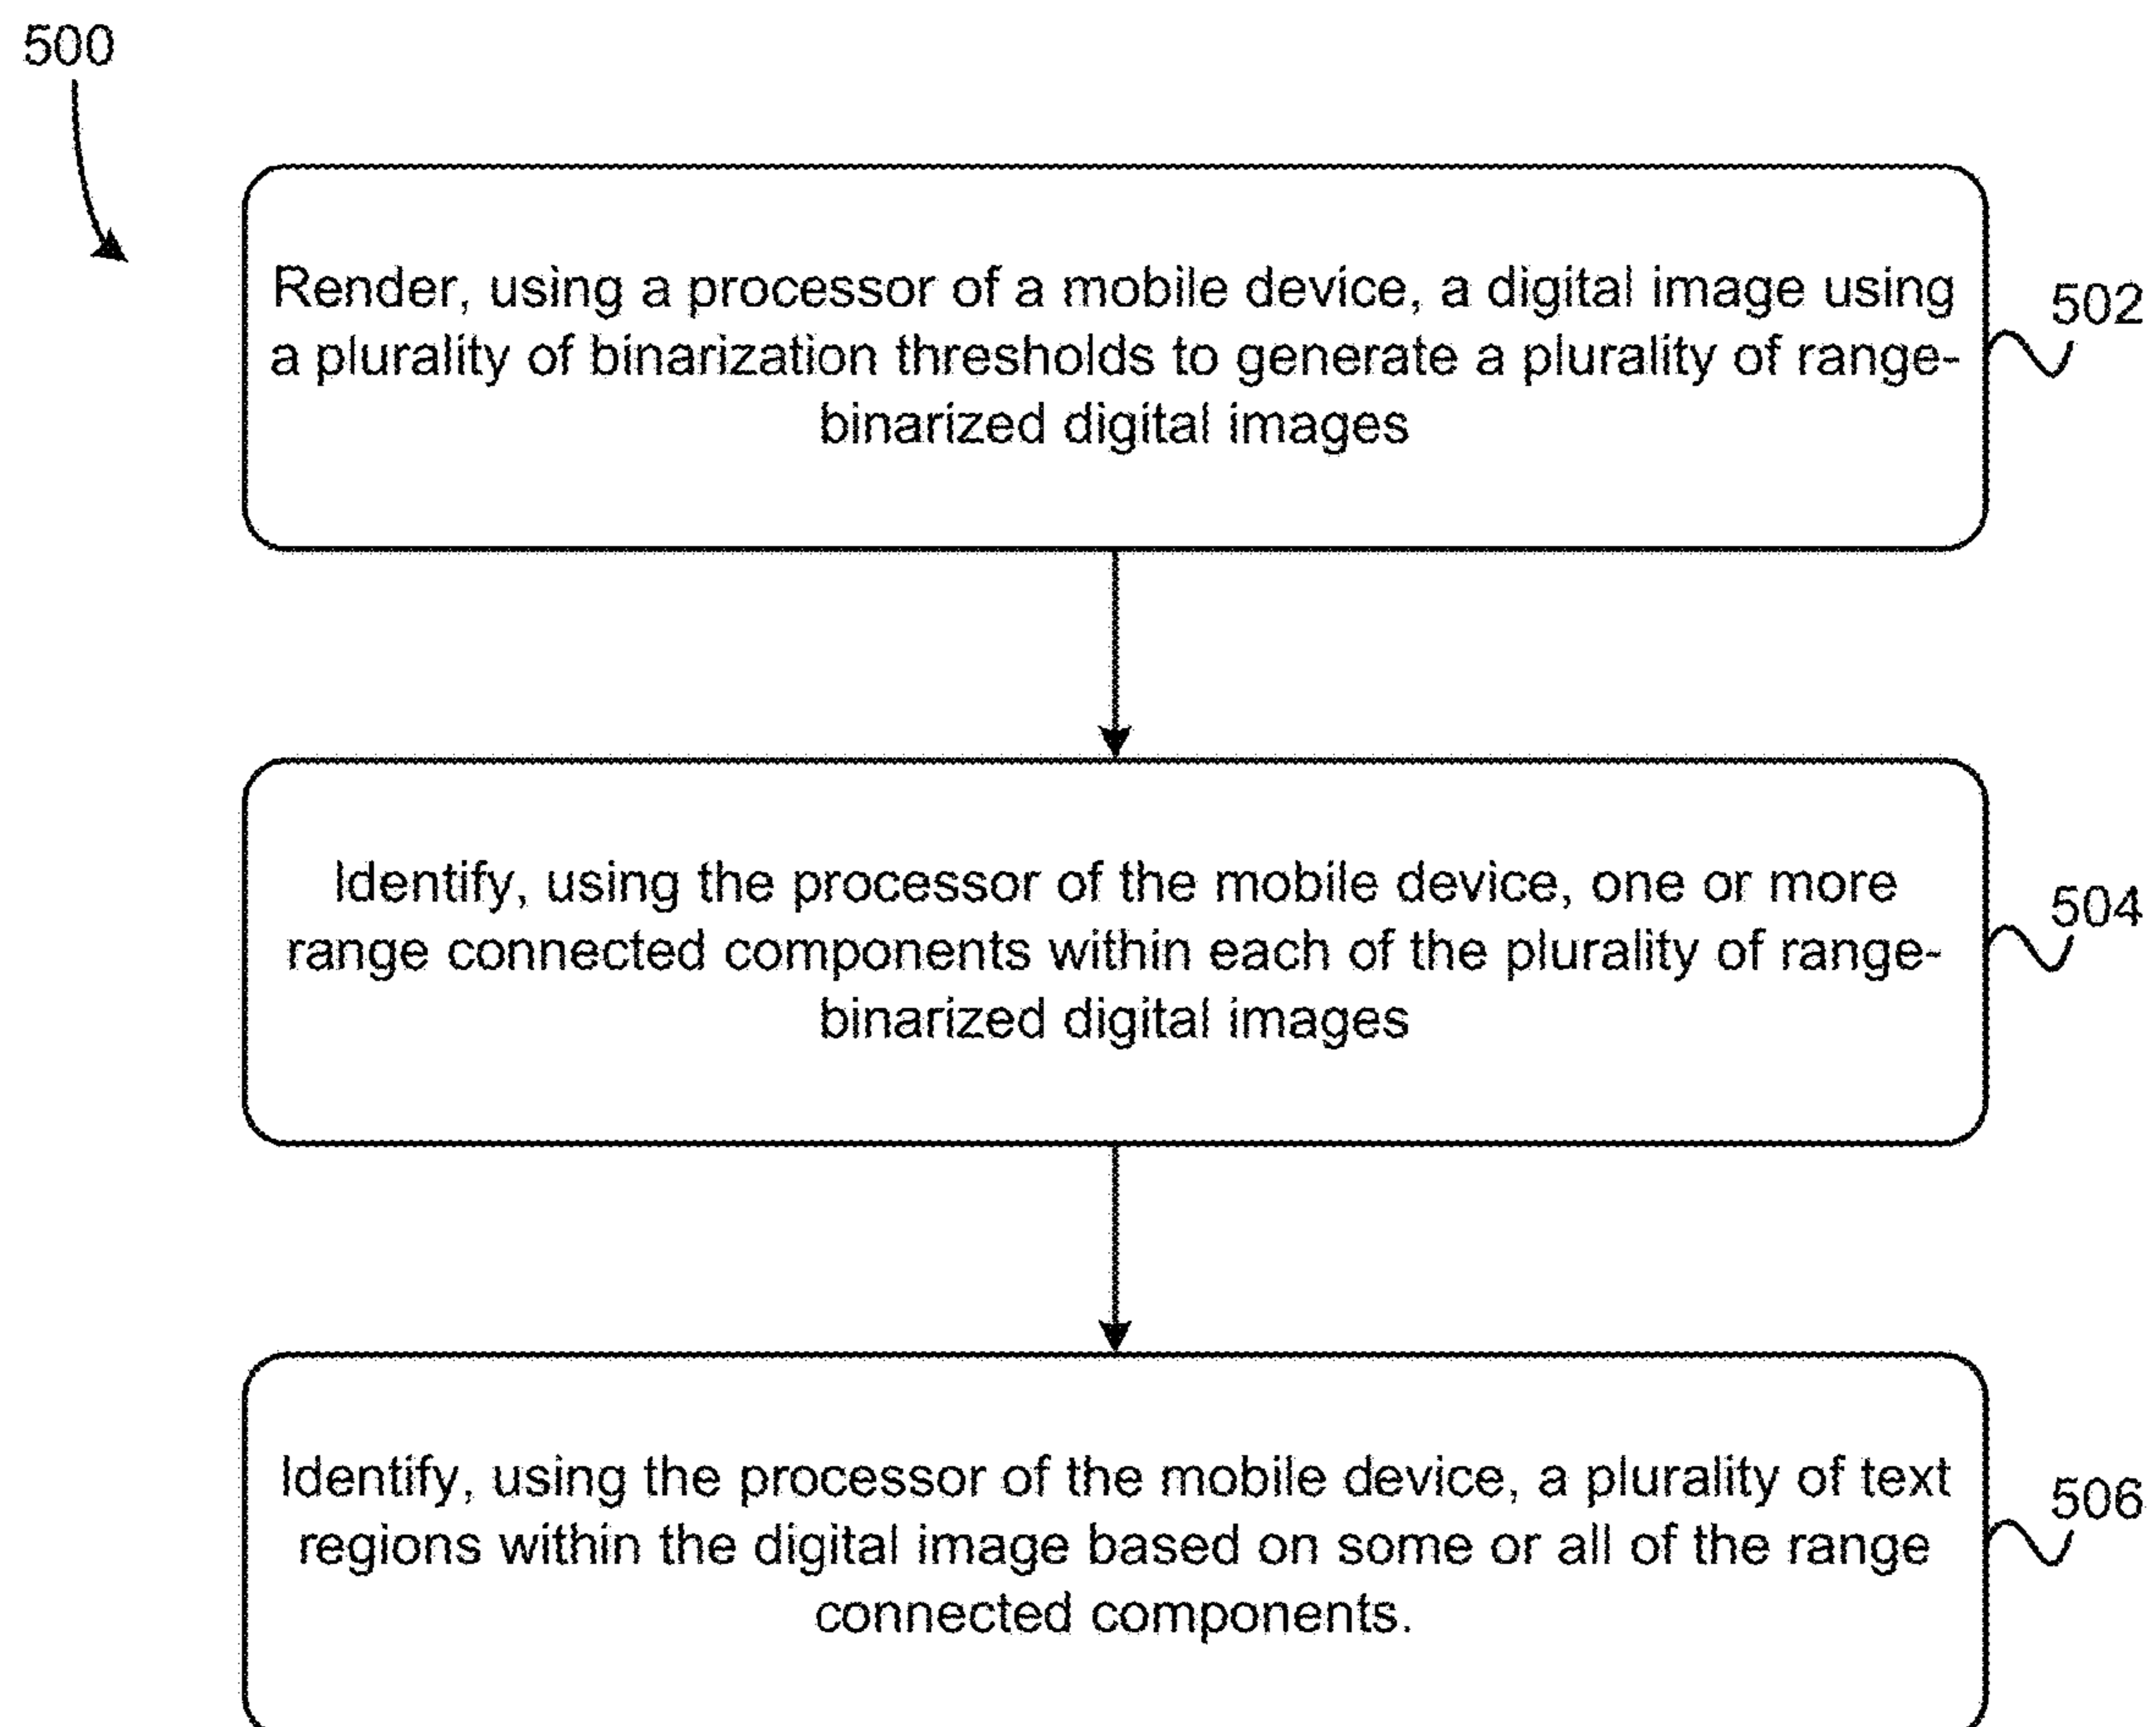 500
Render, using a processor of a mobile device, a digital image using
a plurality of binarization thresholds to generate a plurality of range-
binarized digital images
502
Identify, using the processor of the mobile device, one or more
range connected components within each of the plurality of range-
binarized digital images
504
Identify, using the processor of the mobile device, a plurality of text
regions within the digital image based on some or all of the range
connected components.
506